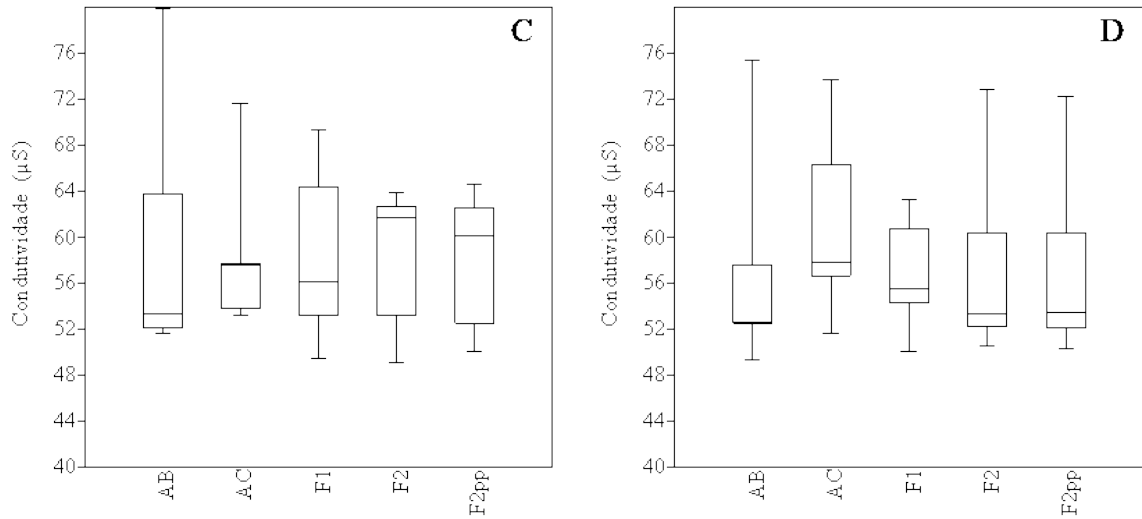 C
Condutividade (µS)
76
72
68
64
60
56
52
48
44
40
AB
AC
F1
F2
F2pp
D
Condutividade (µS)
76
72
68
64
60
56
52
48
44
40
AB
AC
F1
F2
F2pp